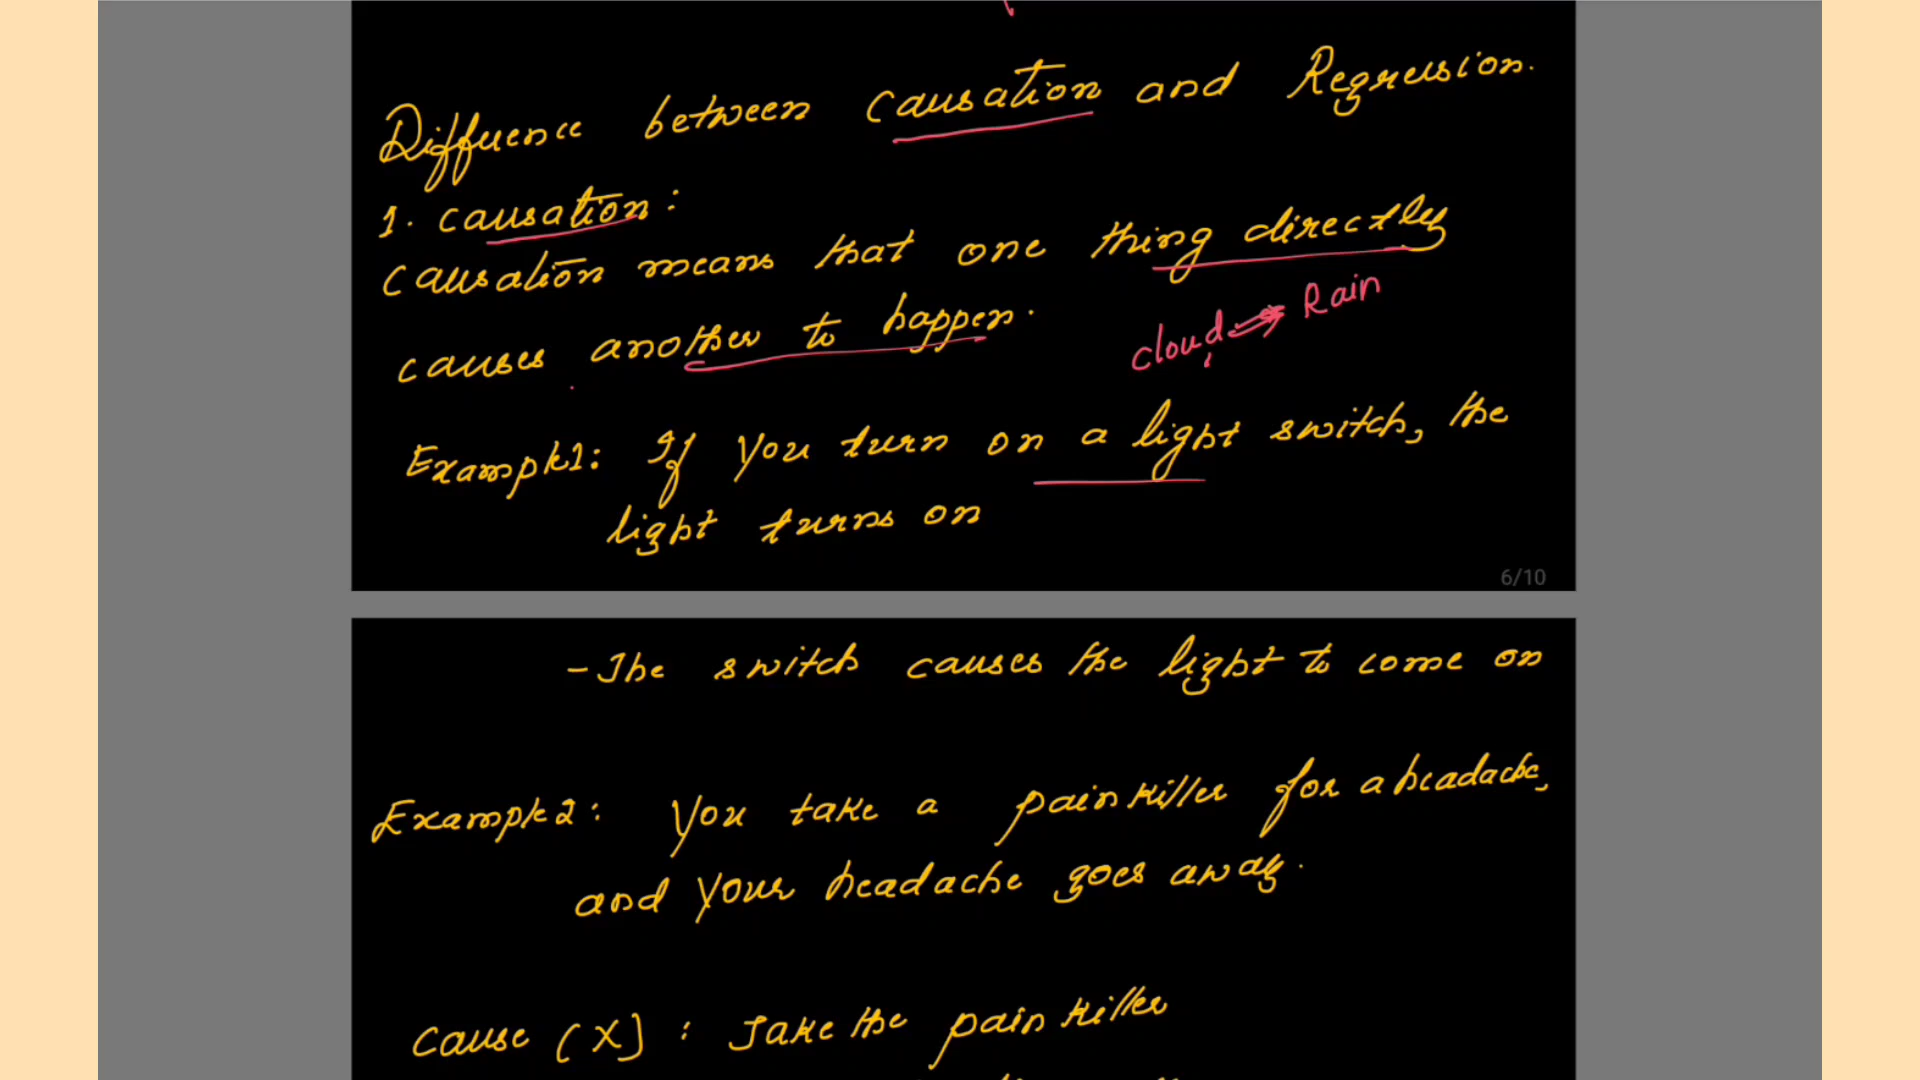 Difference between Causation and Regression.
1. Causation:
Causation means that one thing directly
causes another to happen.
cloud → Rain
Example1: If you turn on a light switch, the
light turns on
6/10
- The switch causes the light to come on
Example2: You take a pain killer for a headache,
and your headache goes away.
Cause (X) : Take the pain killer